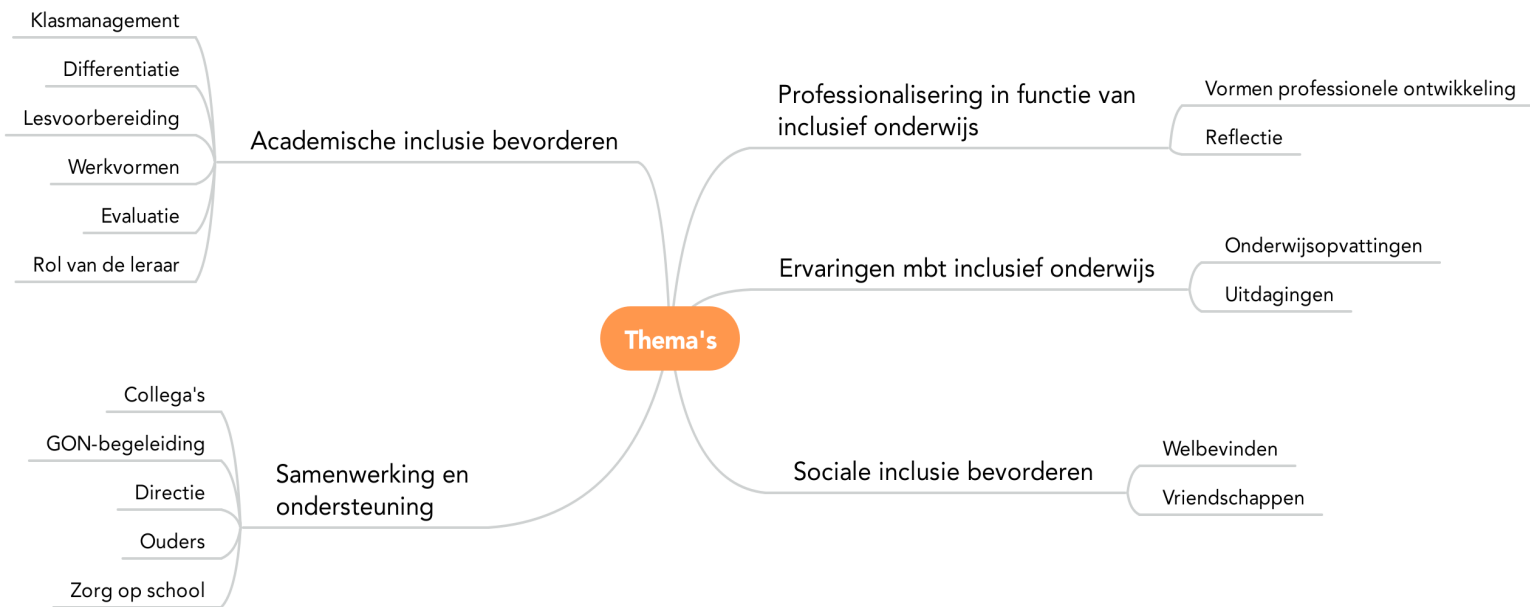 Klasmanagement
Differentiatie
Lesvoorbereiding
Werkvormen
Evaluatie
Rol van de leraar
Academische inclusie bevorderen
Collega's
GON-begeleiding
Directie
Ouders
Zorg op school
Samenwerking en
ondersteuning
Thema's
Professionalisering in functie van
inclusief onderwijs
Vormen professionele ontwikkeling
Reflectie
Ervaringen mbt inclusief onderwijs
Onderwijsopvattingen
Uitdagingen
Sociale inclusie bevorderen
Welbevinden
Vriendschappen